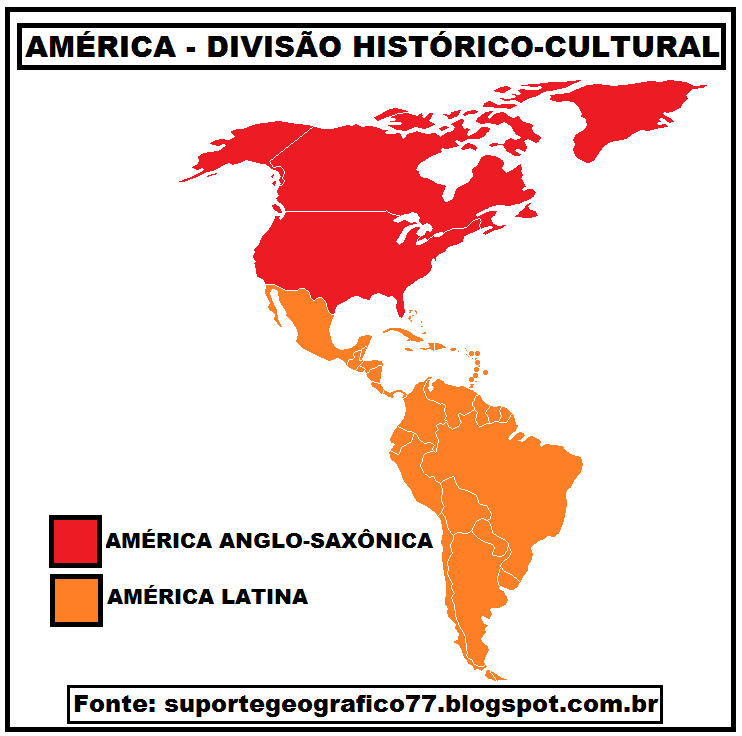 AMÉRICA - DIVISÃO HISTÓRICO-CULTURAL
AMÉRICA ANGLO-SAXÔNICA
AMÉRICA LATINA
Fonte: suportegeografico77.blogspot.com.br